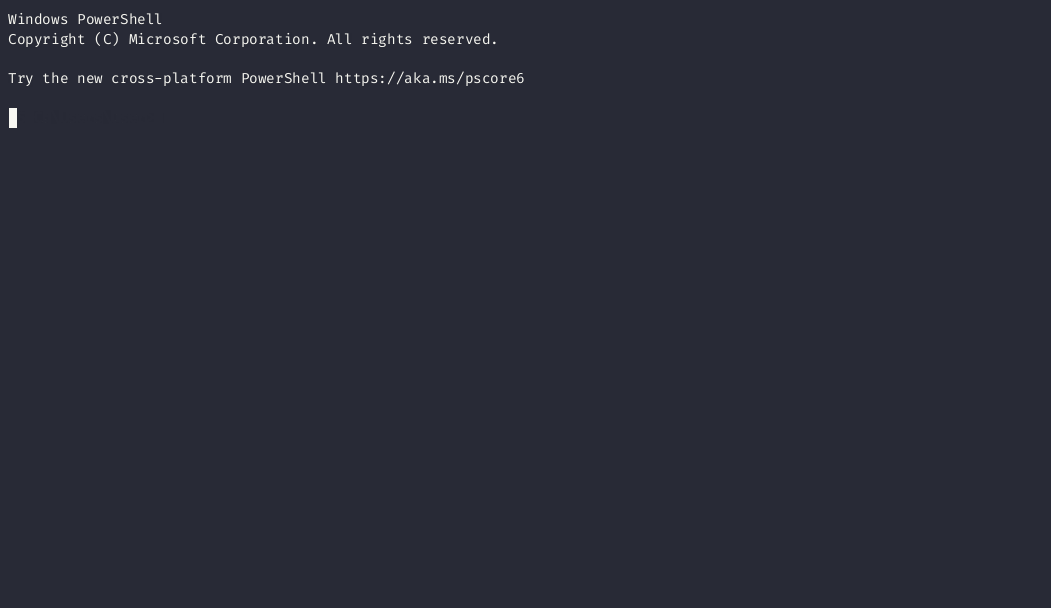 Windows PowerShell
Copyright (C) Microsoft Corporation. All rights reserved.
Try the new cross-platform PowerShell https://aka.ms/pscore6